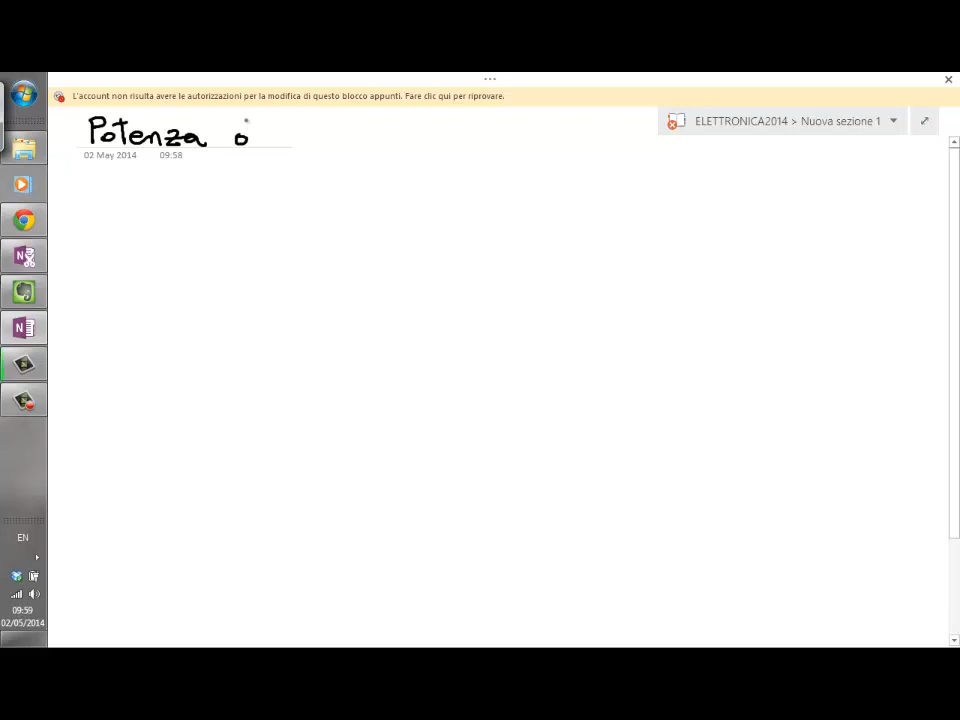 L'account non risulta avere le autorizzazioni per la modifica di questo blocco appunti. Fare clic qui per riprovare.
ELETTRONICA2014 > Nuova sezione 1
Potenza o
02 May 2014 09:58
EN
09:59
02/05/2014